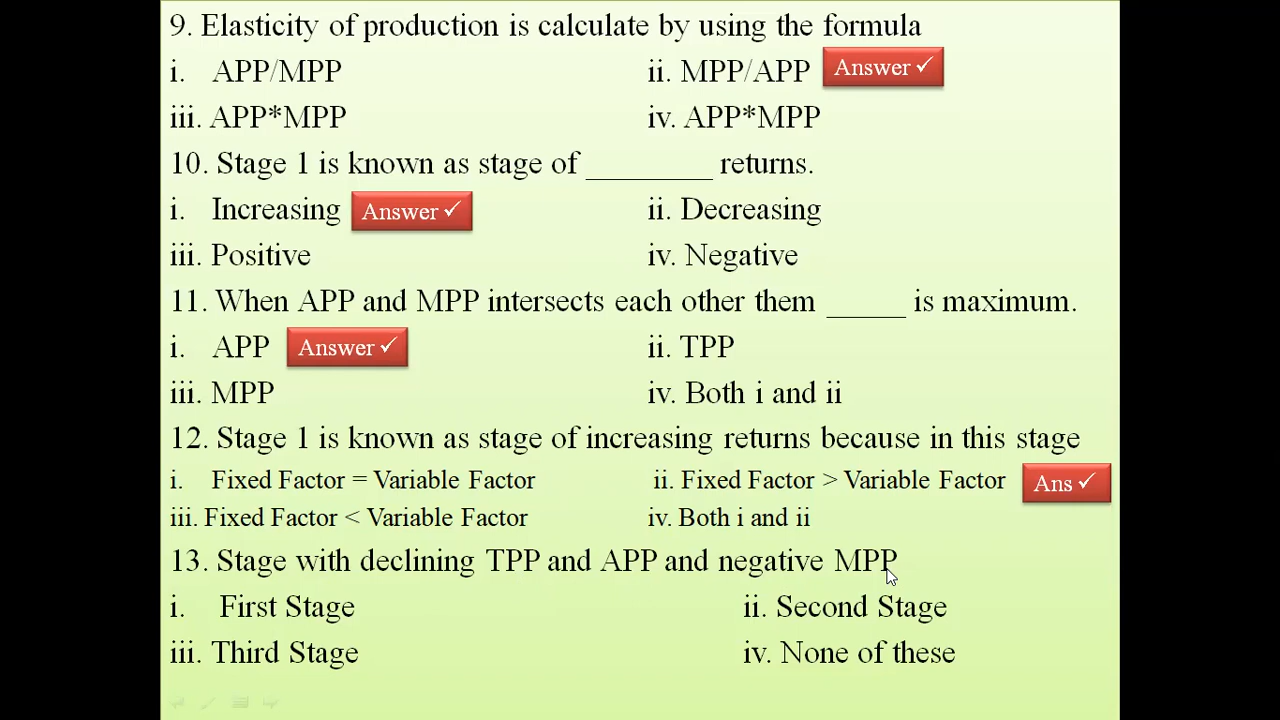 9. Elasticity of production is calculate by using the formula
i. APP/MPP ii. MPP/APP Answer ✓
iii. APP*MPP iv. APP*MPP
10. Stage 1 is known as stage of ________ returns.
i. Increasing Answer ✓ ii. Decreasing
iii. Positive iv. Negative
11. When APP and MPP intersects each other them _____ is maximum.
i. APP Answer ✓ ii. TPP
iii. MPP iv. Both i and ii
12. Stage 1 is known as stage of increasing returns because in this stage
i. Fixed Factor = Variable Factor ii. Fixed Factor > Variable Factor Ans ✓
iii. Fixed Factor < Variable Factor iv. Both i and ii
13. Stage with declining TPP and APP and negative MPP
i. First Stage ii. Second Stage
iii. Third Stage iv. None of these